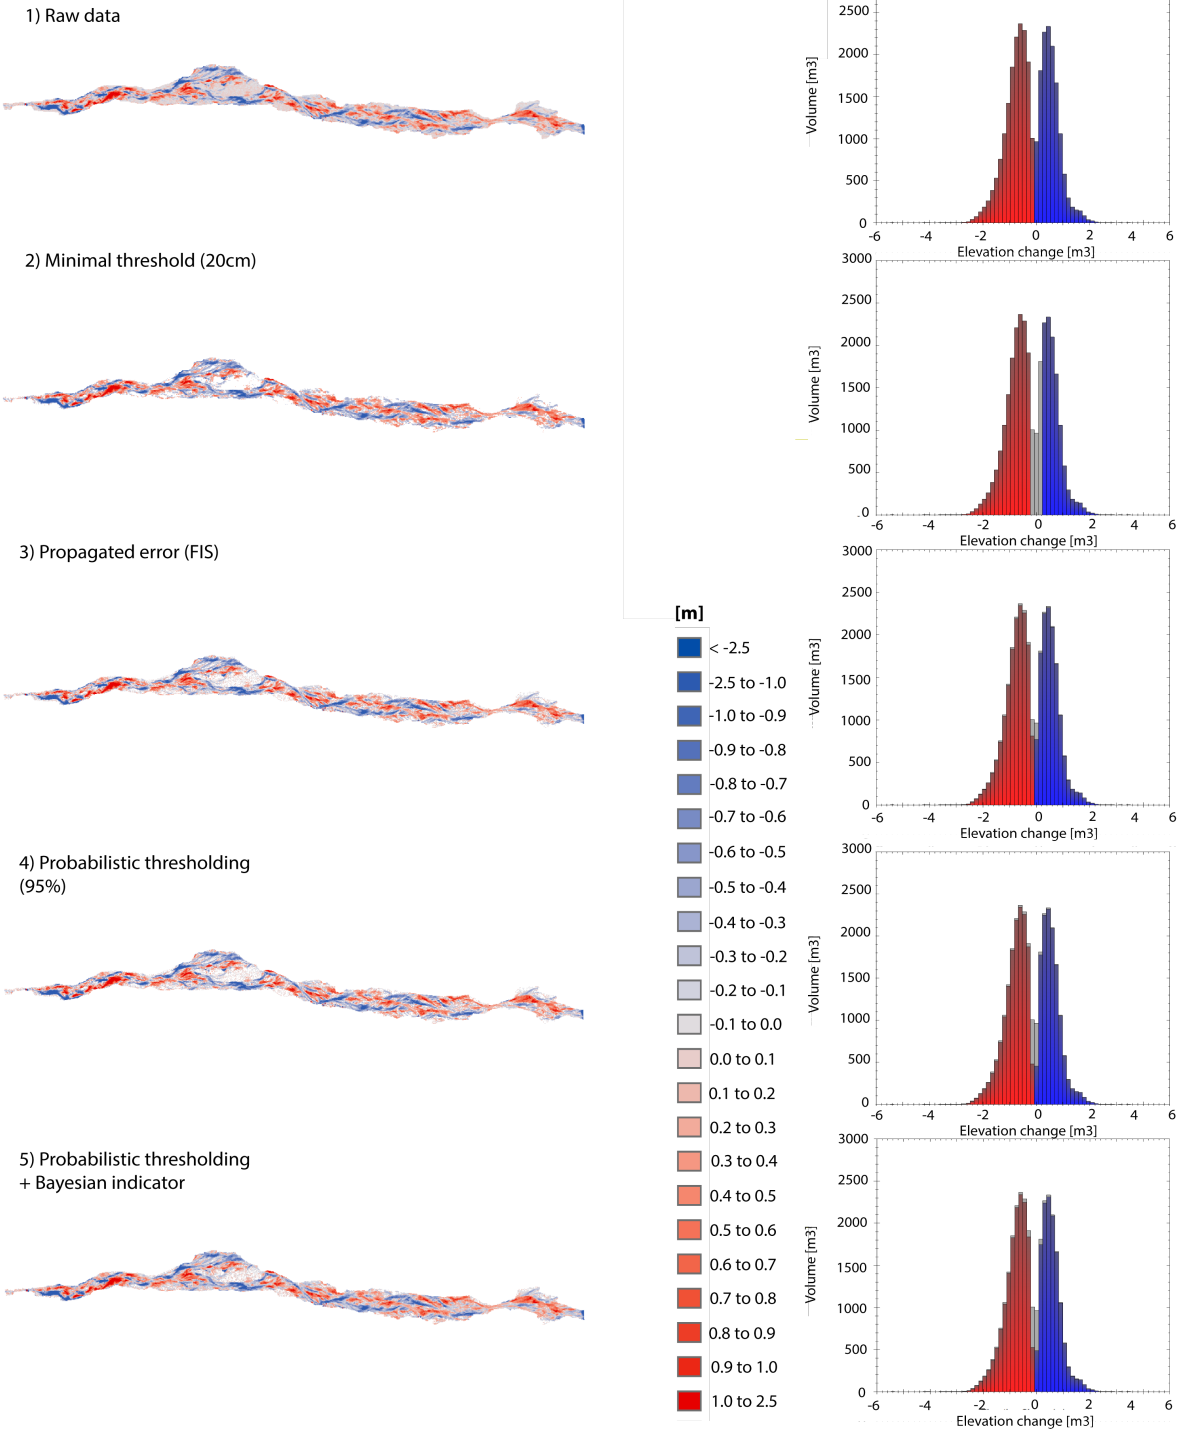 1) Raw data
2500
2000
1500
1000
500
0
Volume [m3]
-6 -4 -2 0 2 4 6
Elevation change [m3]
2) Minimal threshold (20cm)
3000
2500
2000
1500
1000
500
0
Volume [m3]
-6 -4 -2 0 2 4 6
Elevation change [m3]
3) Propagated error (FIS)
3000
2500
2000
1500
1000
500
0
Volume [m3]
-6 -4 -2 0 2 4 6
Elevation change [m3]
[m]
< -2.5
-2.5 to -1.0
-1.0 to -0.9
-0.9 to -0.8
-0.8 to -0.7
-0.7 to -0.6
-0.6 to -0.5
-0.5 to -0.4
-0.4 to -0.3
-0.3 to -0.2
-0.2 to -0.1
-0.1 to 0.0
0.0 to 0.1
0.1 to 0.2
0.2 to 0.3
0.3 to 0.4
0.4 to 0.5
0.5 to 0.6
0.6 to 0.7
0.7 to 0.8
0.8 to 0.9
0.9 to 1.0
1.0 to 2.5
4) Probabilistic thresholding
(95%)
3000
2500
2000
1500
1000
500
0
Volume [m3]
-6 -4 -2 0 2 4 6
Elevation change [m3]
5) Probabilistic thresholding
+ Bayesian indicator
3000
2500
2000
1500
1000
500
0
Volume [m3]
-6 -4 -2 0 2 4 6
Elevation change [m3]